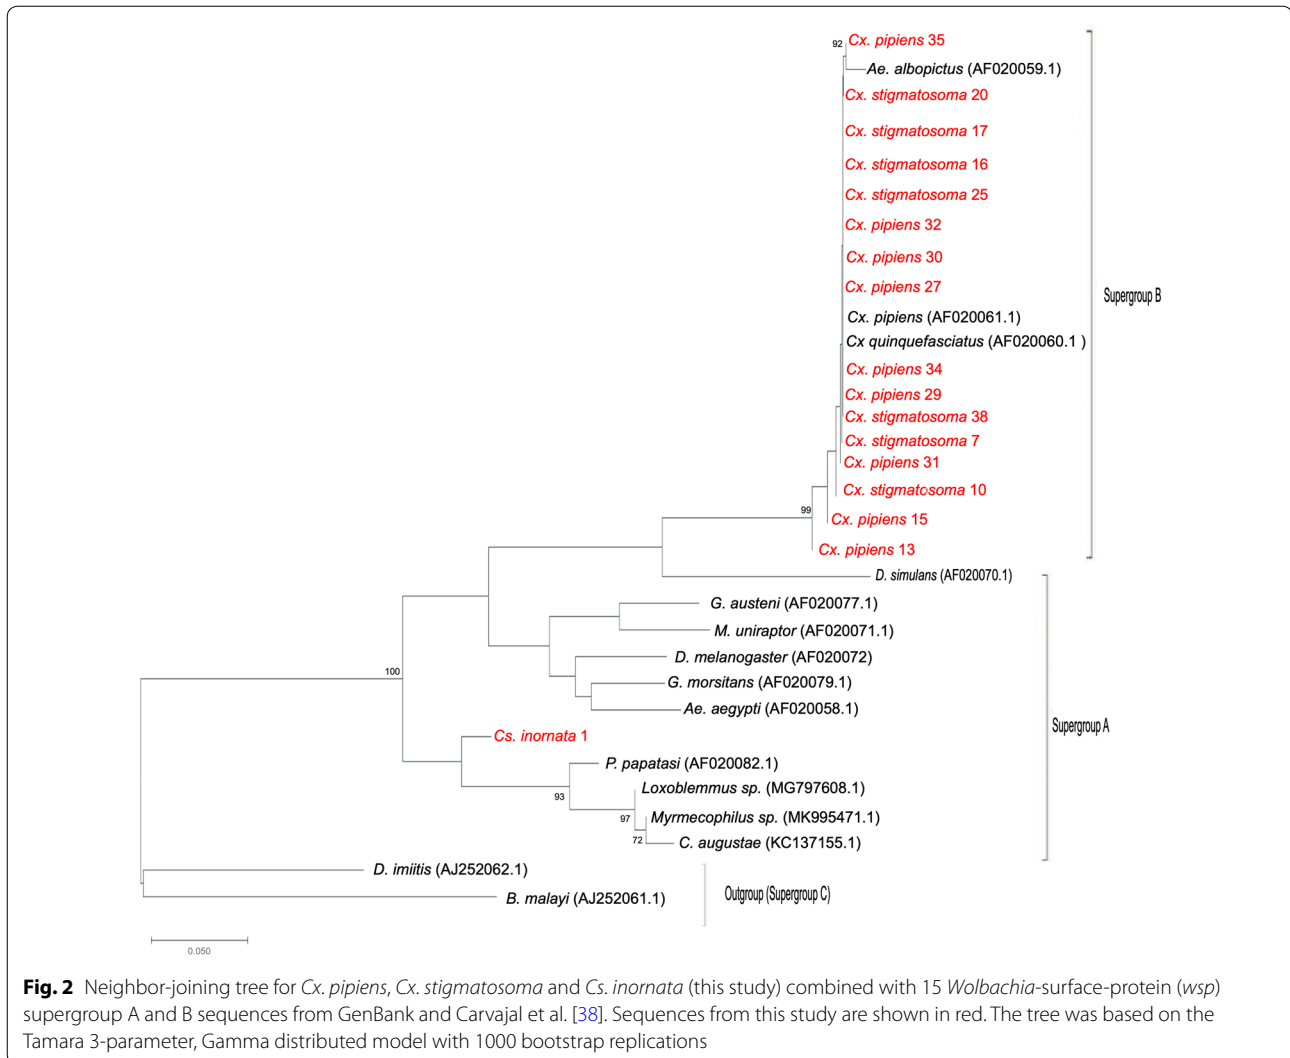 92
Cx. pipiens 35
Ae. albopictus (AF020059.1)
Cx. stigmatosoma 20
Cx. stigmatosoma 17
Cx. stigmatosoma 16
Cx. stigmatosoma 25
Cx. pipiens 32
Cx. pipiens 30
Cx. pipiens 27
Supergroup B
Cx. pipiens (AF020061.1)
Cx quinquefasciatus (AF020060.1 )
Cx. pipiens 34
Cx. pipiens 29
Cx. stigmatosoma 38
Cx. stigmatosoma 7
Cx. pipiens 31
Cx. stigmatosoma 10
99
Cx. pipiens 15
Cx. pipiens 13
D. simulans (AF020070.1)
G. austeni (AF020077.1)
M. uniraptor (AF020071.1)
D. melanogaster (AF020072)
100
G. morsitans (AF020079.1)
Ae. aegypti (AF020058.1)
Supergroup A
Cs. inornata 1
P. papatasi (AF020082.1)
93
Loxoblemmus sp. (MG797608.1)
97
Myrmecophilus sp. (MK995471.1)
72
C. augustae (KC137155.1)
D. imiitis (AJ252062.1)
B. malayi (AJ252061.1)
Outgroup (Supergroup C)
0.050
Fig. 2 Neighbor-joining tree for Cx. pipiens, Cx. stigmatosoma and Cs. inornata (this study) combined with 15 Wolbachia-surface-protein (wsp)
supergroup A and B sequences from GenBank and Carvajal et al. [38]. Sequences from this study are shown in red. The tree was based on the
Tamara 3-parameter, Gamma distributed model with 1000 bootstrap replications